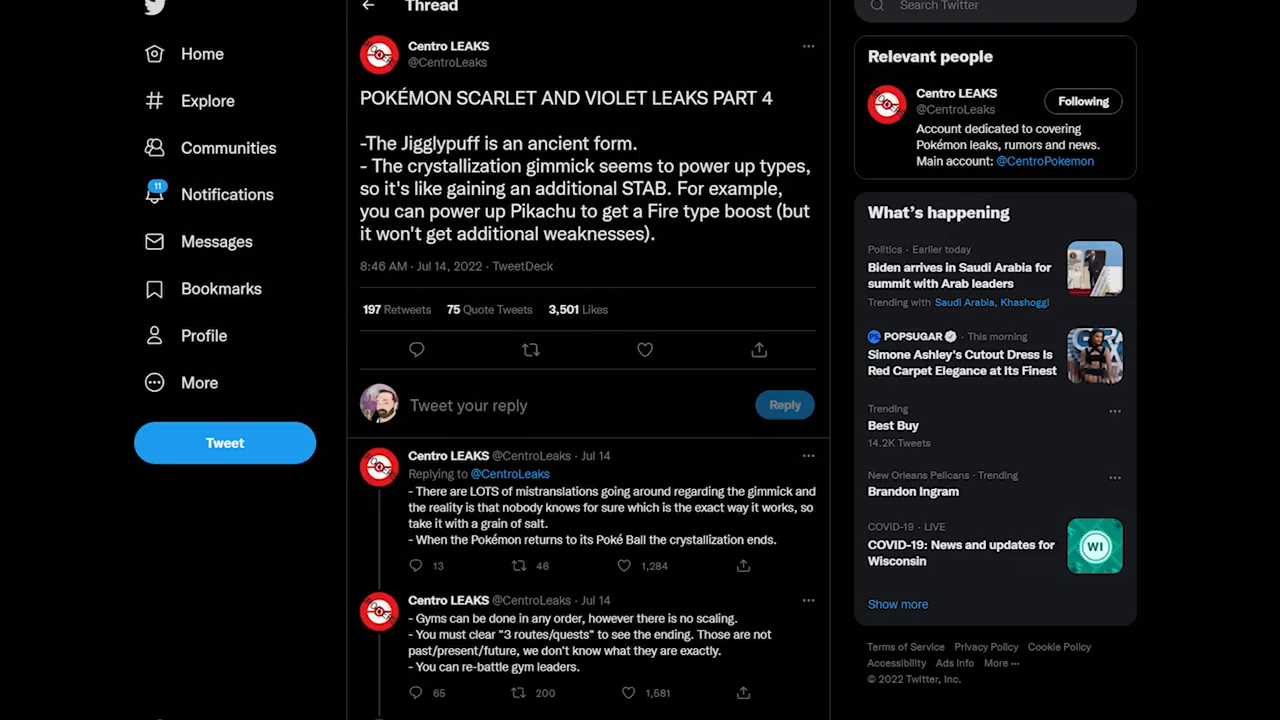 Home
Explore
Communities
11
Notifications
Messages
Bookmarks
Profile
More
Tweet
Thread
Centro LEAKS
@CentroLeaks
POKÉMON SCARLET AND VIOLET LEAKS PART 4
-The Jigglypuff is an ancient form.
- The crystallization gimmick seems to power up types,
so it's like gaining an additional STAB. For example,
you can power up Pikachu to get a Fire type boost (but
it won't get additional weaknesses).
8:46 AM · Jul 14, 2022 · TweetDeck
197 Retweets 75 Quote Tweets 3,501 Likes
Tweet your reply
Reply
Centro LEAKS @CentroLeaks · Jul 14
Replying to @CentroLeaks
- There are LOTS of mistranslations going around regarding the gimmick and
the reality is that nobody knows for sure which is the exact way it works, so
take it with a grain of salt.
- When the Pokémon returns to its Poké Ball the crystallization ends.
13 46 1,284
Centro LEAKS @CentroLeaks · Jul 14
- Gyms can be done in any order, however there is no scaling.
- You must clear "3 routes/quests" to see the ending. Those are not
past/present/future, we don't know what they are exactly.
- You can re-battle gym leaders.
65 200 1,581
Search Twitter
Relevant people
Centro LEAKS
@CentroLeaks
Following
Account dedicated to covering
Pokémon leaks, rumors and news.
Main account: @CentroPokemon
What's happening
Politics · Earlier today
Biden arrives in Saudi Arabia for
summit with Arab leaders
Trending with Saudi Arabia, Khashoggi
POPSUGAR · This morning
Simone Ashley's Cutout Dress Is
Red Carpet Elegance at Its Finest
Trending
Best Buy
14.2K Tweets
New Orleans Pelicans · Trending
Brandon Ingram
COVID-19 · LIVE
COVID-19: News and updates for
Wisconsin
WI
Show more
Terms of Service Privacy Policy Cookie Policy
Accessibility Ads info More ···
© 2022 Twitter, Inc.